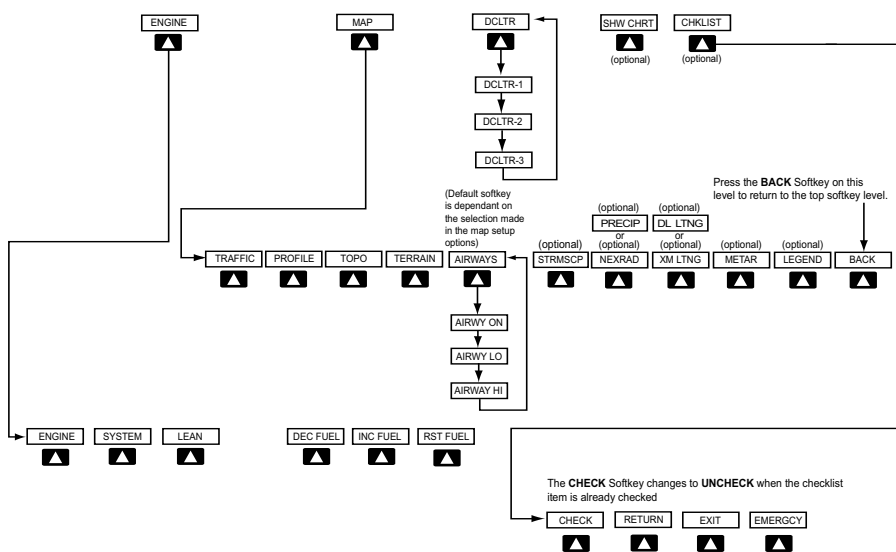 ENGINE
MAP
DCLTR
SHW CHRT
CHKLIST
(optional)
(optional)
DCLTR-1
DCLTR-2
DCLTR-3
(Default softkey
is dependant on
the selection made
in the map setup
options)
Press the BACK Softkey on this
level to return to the top softkey level.
TRAFFIC
PROFILE
TOPO
TERRAIN
AIRWAYS
(optional)
STRMSCP
(optional)
PRECIP
or
(optional)
NEXRAD
(optional)
DL LTNG
or
(optional)
XM LTNG
(optional)
METAR
(optional)
LEGEND
BACK
AIRWY ON
AIRWY LO
AIRWAY HI
ENGINE
SYSTEM
LEAN
DEC FUEL
INC FUEL
RST FUEL
The CHECK Softkey changes to UNCHECK when the checklist
item is already checked
CHECK
RETURN
EXIT
EMERGCY